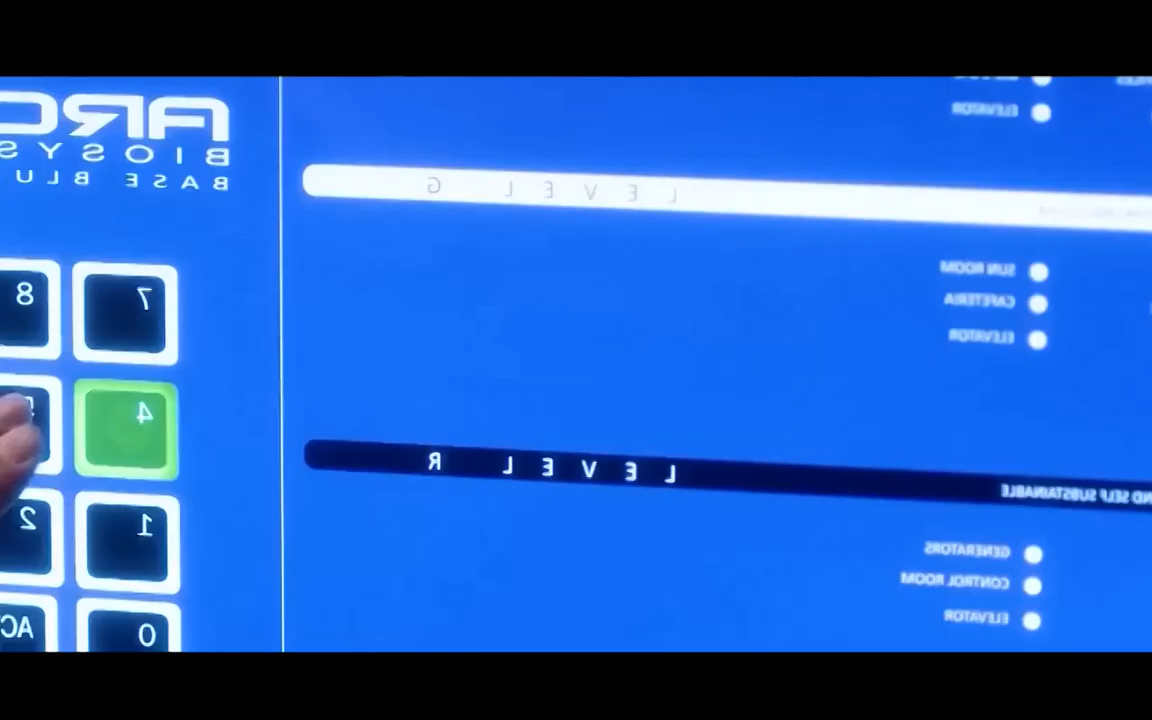 ARC
BIOSYS
BASE BLU
7 8
4
1 2
0 AC
ELEVATOR
LEVEL G
SUN ROOM
CAFETERIA
ELEVATOR
LEVEL R
ND SELF SUSTAINABLE
GENERATORS
CONTROL ROOM
ELEVATOR